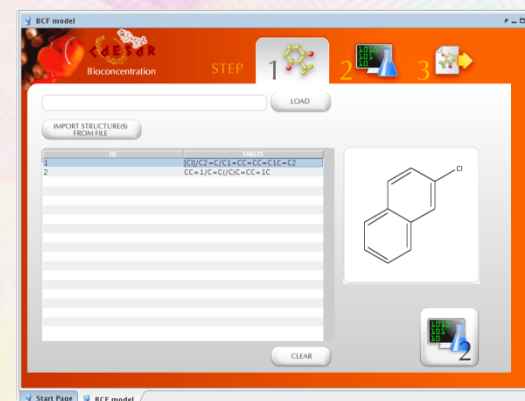 BCF model
CAESAR
Bioconcentration
STEP 1 2 3
LOAD
IMPORT STRUCTURE(S)
FROM FILE
ID SMILES
1 [Cl]/C2=C/C1=CC=CC=C1C=C2
2 CC=1/C=C(/C)C=CC=1C
Cl
2
CLEAR
Start Page BCF model